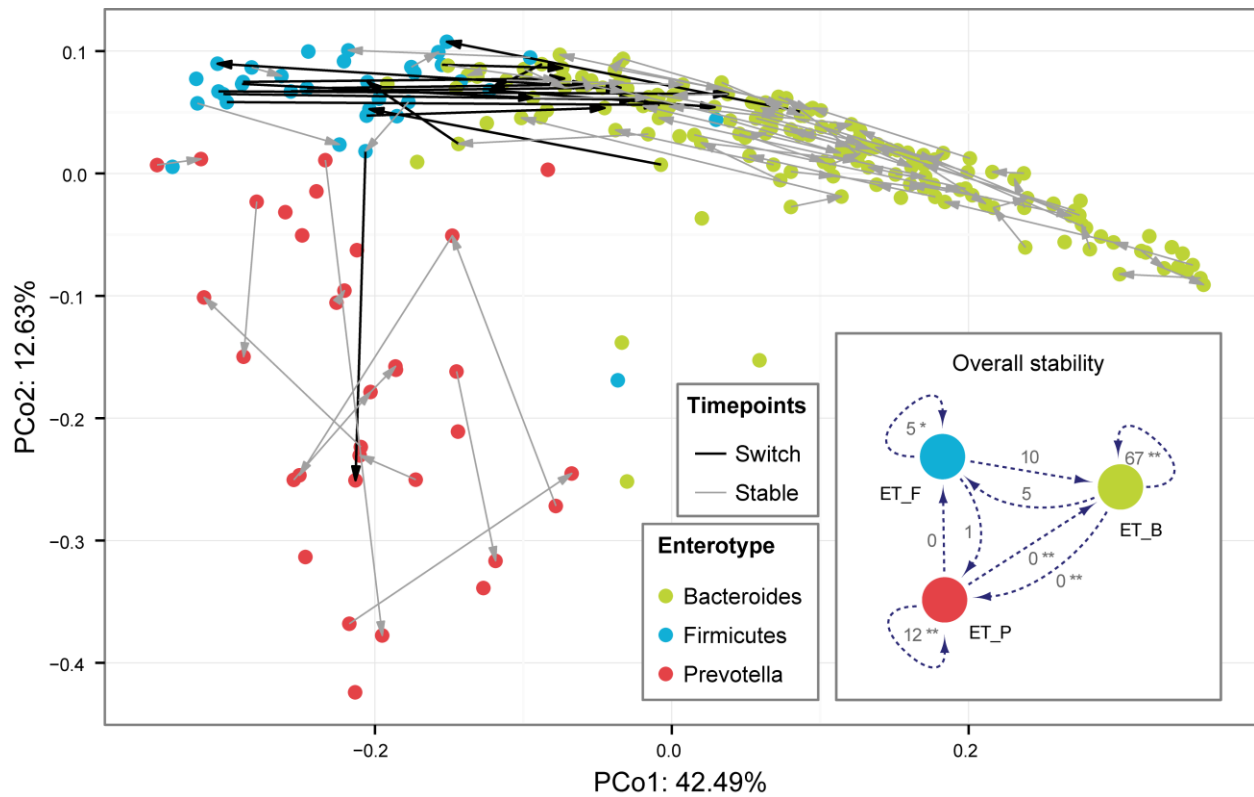 PCo2: 12.63%
0.1
0.0
−0.1
−0.2
−0.3
−0.4
−0.2
0.0
0.2
PCo1: 42.49%
Timepoints
Switch
Stable
Enterotype
Bacteroides
Firmicutes
Prevotella
Overall stability
5 *
10
67 **
ET_F
5
ET_B
0
1
0 **
0 **
12 **
ET_P